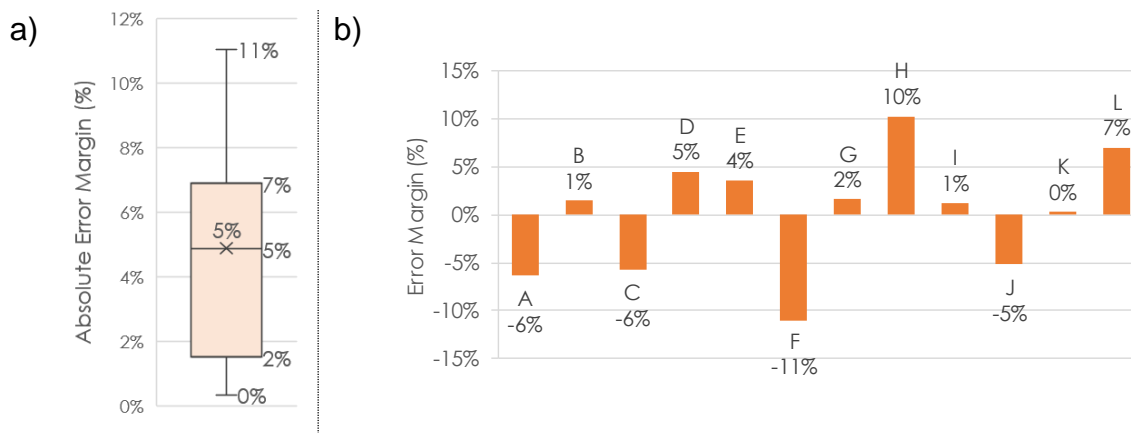 a)
Absolute Error Margin (%)
12%
10%
8%
6%
4%
2%
0%
11%
7%
5%
5%
2%
0%
b)
Error Margin (%)
15%
10%
5%
0%
-5%
-10%
-15%
A
-6%
B
1%
C
-6%
D
5%
E
4%
F
-11%
G
2%
H
10%
I
1%
J
-5%
K
0%
L
7%